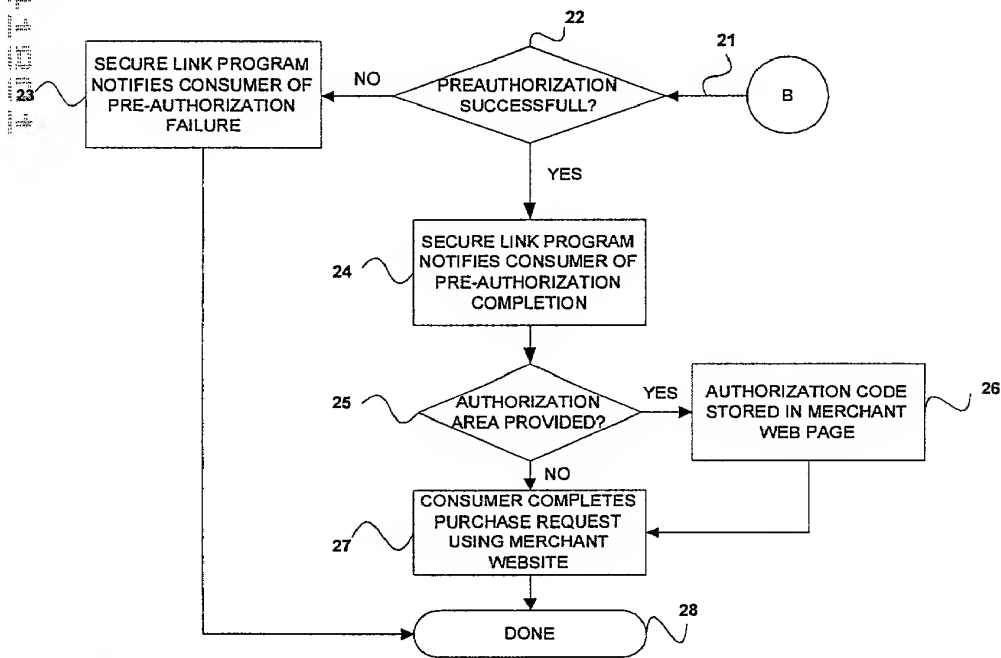 22
21
SECURE LINK PROGRAM
NOTIFIES CONSUMER OF
PRE-AUTHORIZATION
FAILURE
23
NO
PREAUTHORIZATION
SUCCESSFULL?
B
YES
SECURE LINK PROGRAM
NOTIFIES CONSUMER OF
PRE-AUTHORIZATION
COMPLETION
24
25
AUTHORIZATION
AREA PROVIDED?
YES
AUTHORIZATION CODE
STORED IN MERCHANT
WEB PAGE
26
NO
CONSUMER COMPLETES
PURCHASE REQUEST
USING MERCHANT
WEBSITE
27
DONE
28